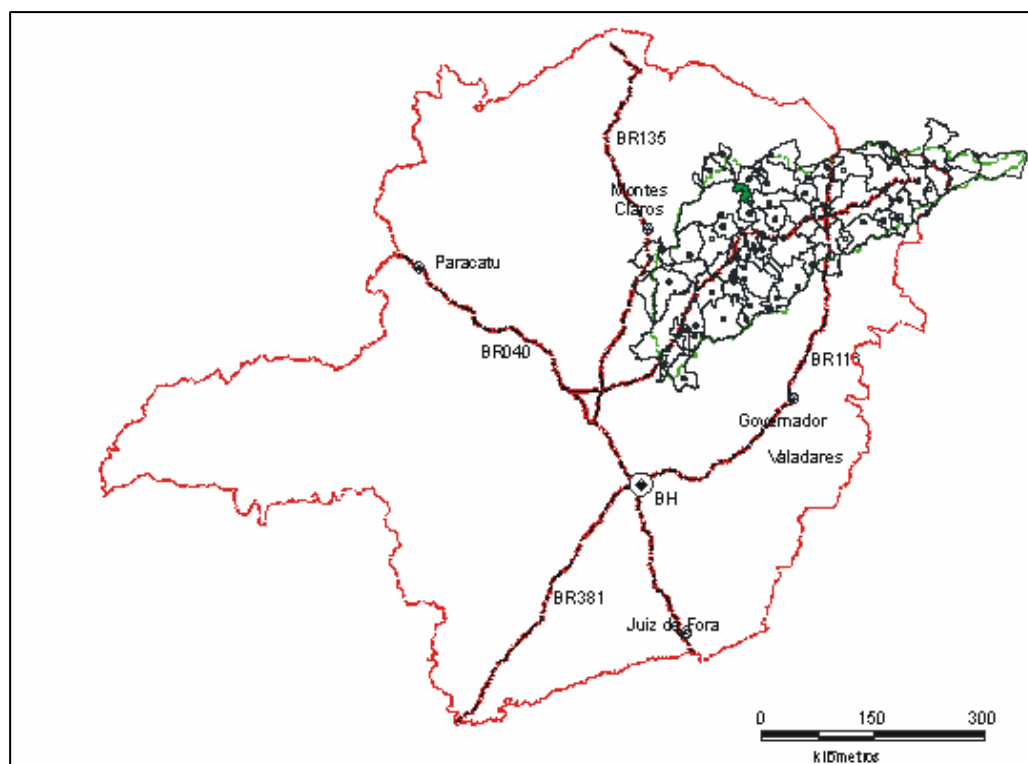 BR135
Montes
Claros
Paracatu
BR040
BR116
Governador
Valadares
BH
BR381
Juiz de Fora
0 150 300
kilômetros